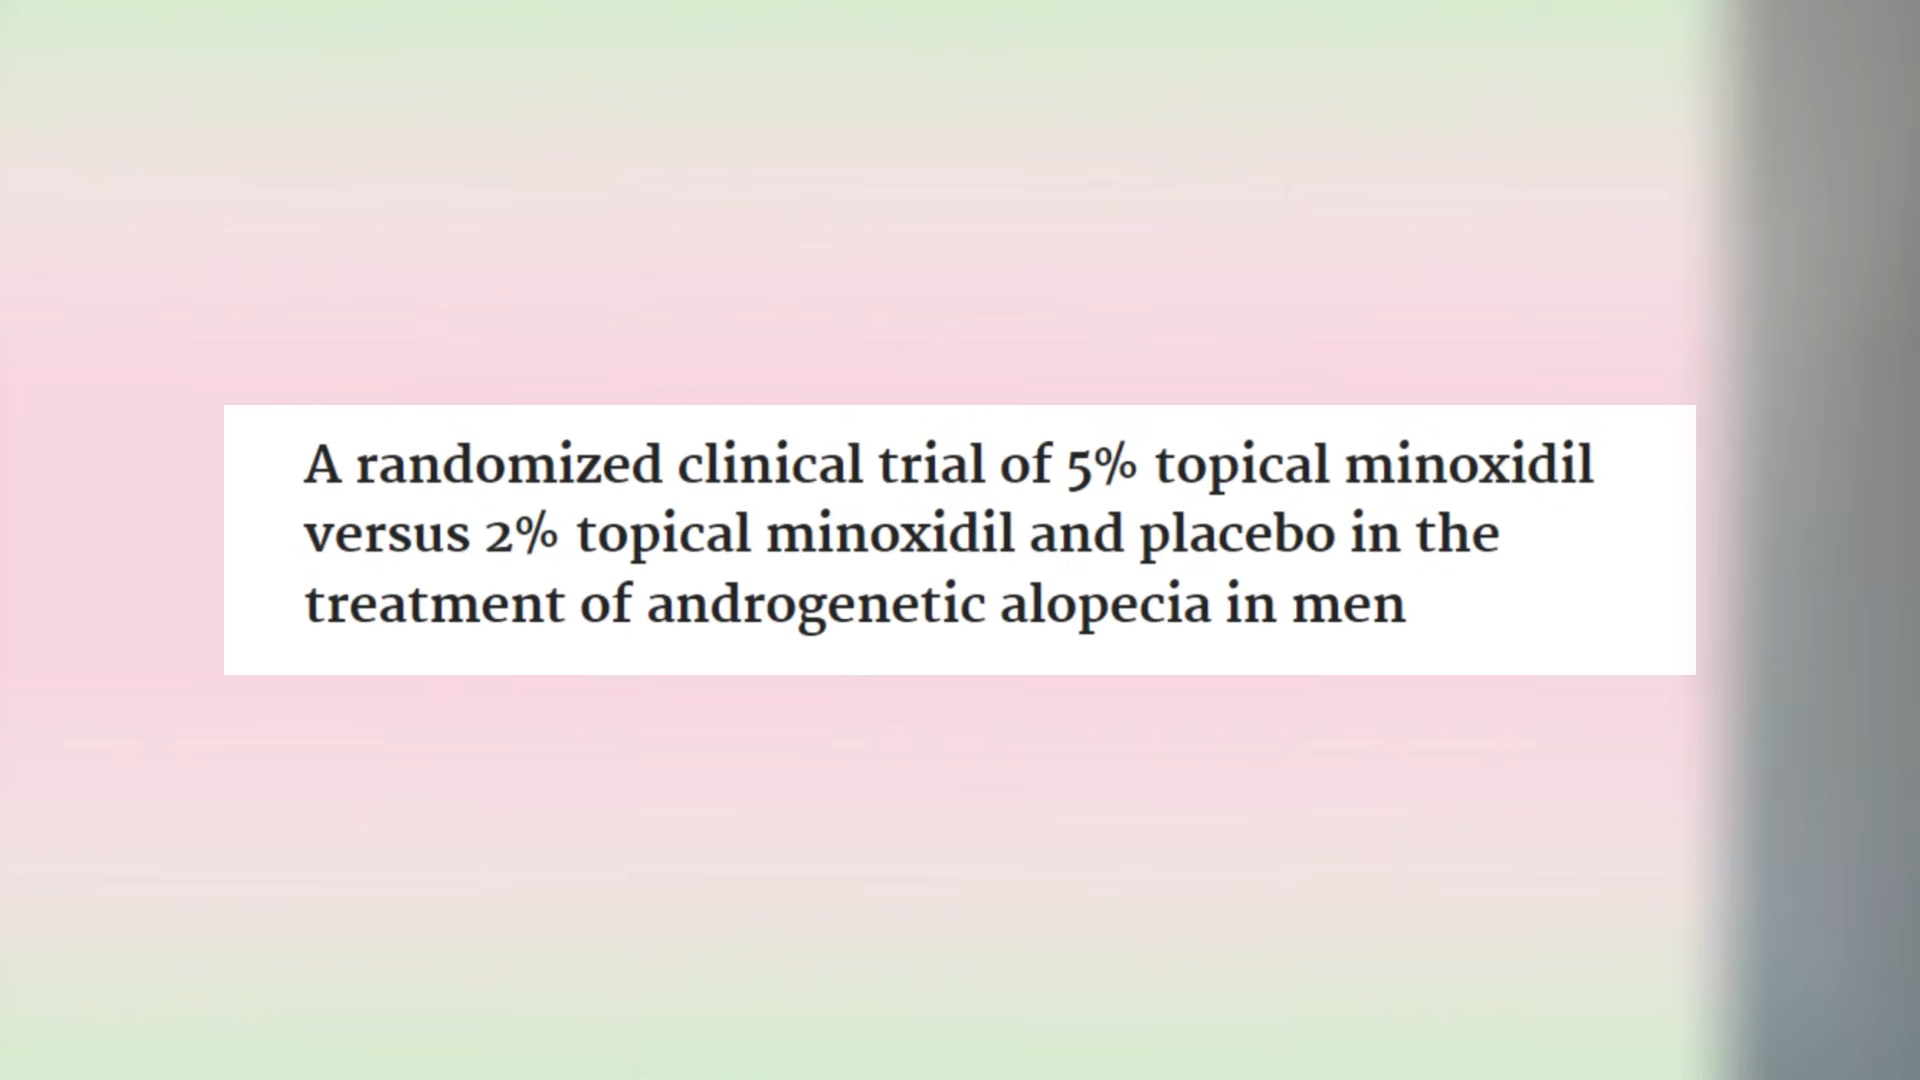 A randomized clinical trial of 5% topical minoxidil
versus 2% topical minoxidil and placebo in the
treatment of androgenetic alopecia in men